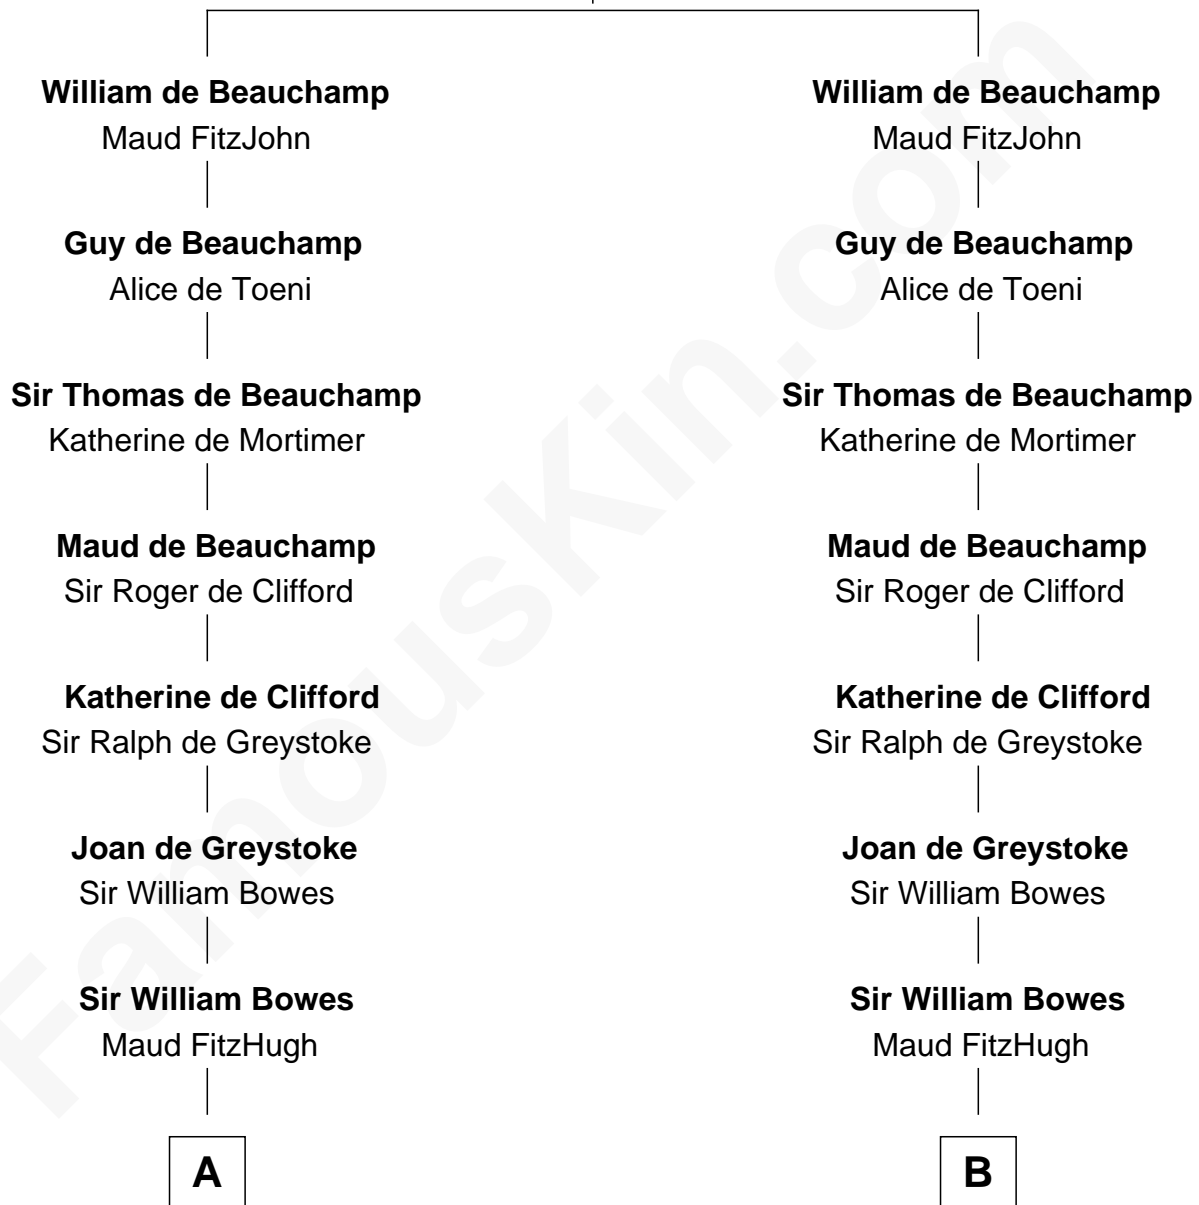 William de Beauchamp
Maud FitzJohn
Guy de Beauchamp
Alice de Toeni
Sir Thomas de Beauchamp
Katherine de Mortimer
Maud de Beauchamp
Sir Roger de Clifford
Katherine de Clifford
Sir Ralph de Greystoke
Joan de Greystoke
Sir William Bowes
Sir William Bowes
Maud FitzHugh
A
William de Beauchamp
Maud FitzJohn
Guy de Beauchamp
Alice de Toeni
Sir Thomas de Beauchamp
Katherine de Mortimer
Maud de Beauchamp
Sir Roger de Clifford
Katherine de Clifford
Sir Ralph de Greystoke
Joan de Greystoke
Sir William Bowes
Sir William Bowes
Maud FitzHugh
B
FamousKin.com